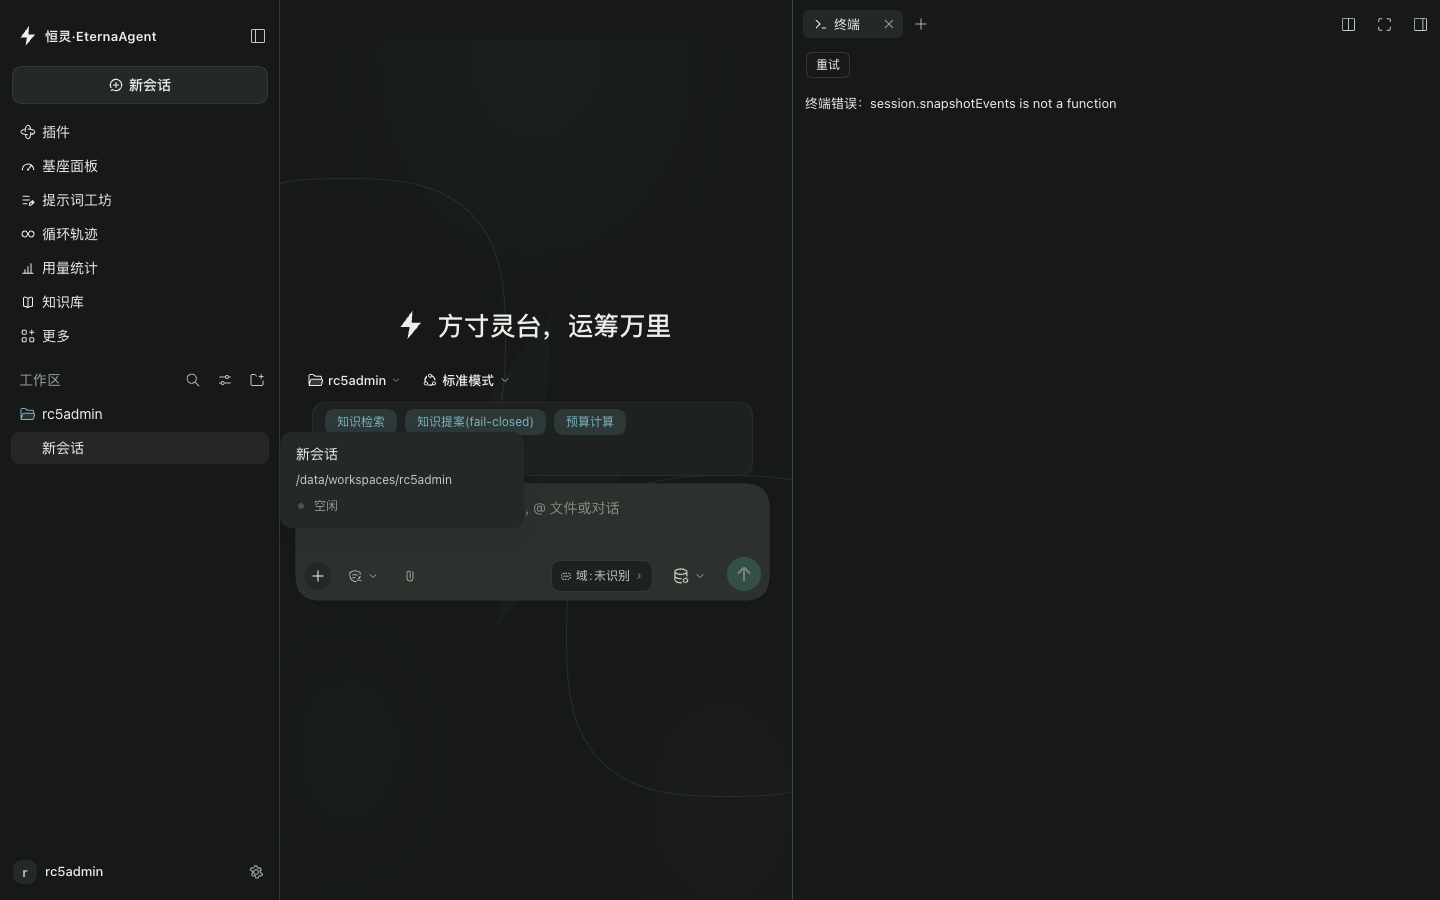 恒灵·EternaAgent
新会话
插件
基座面板
提示词工坊
循环轨迹
用量统计
知识库
更多
工作区
rc5admin
新会话
r rc5admin
方寸灵台，运筹万里
rc5admin 标准模式
知识检索 知识提案(fail-closed) 预算计算
新会话
/data/workspaces/rc5admin
空闲
, @ 文件或对话
域:未识别
终端
重试
终端错误：session.snapshotEvents is not a function